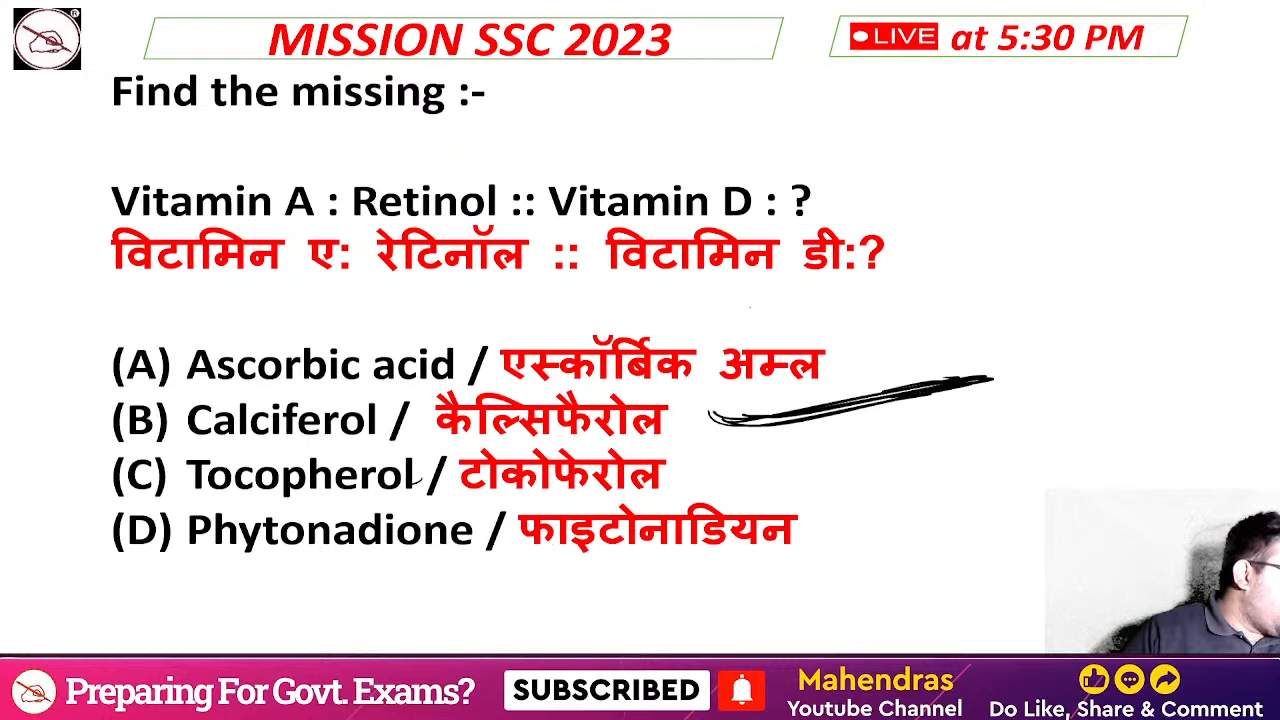 MISSION SSC 2023
LIVE at 5:30 PM
Find the missing :-
Vitamin A : Retinol :: Vitamin D : ?
विटामिन ए: रेटिनॉल :: विटामिन डी:?
(A) Ascorbic acid / एस्कॉर्बिक अम्ल
(B) Calciferol / कैल्सिफैरोल
(C) Tocopherol / टोकोफेरोल
(D) Phytonadione / फाइटोनाडियन
Preparing For Govt. Exams?
SUBSCRIBED
Mahendras
Youtube Channel
Do Like, Share & Comment